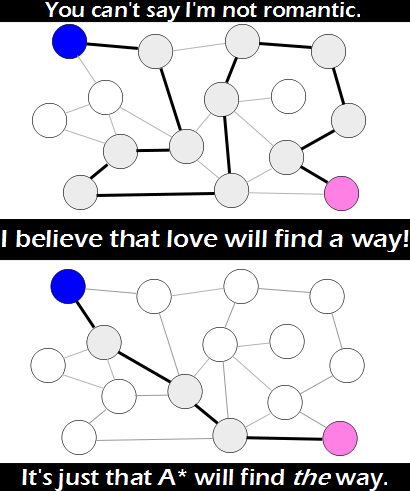 You can't say I'm not romantic.
I believe that love will find a way!
It's just that A* will find the way.